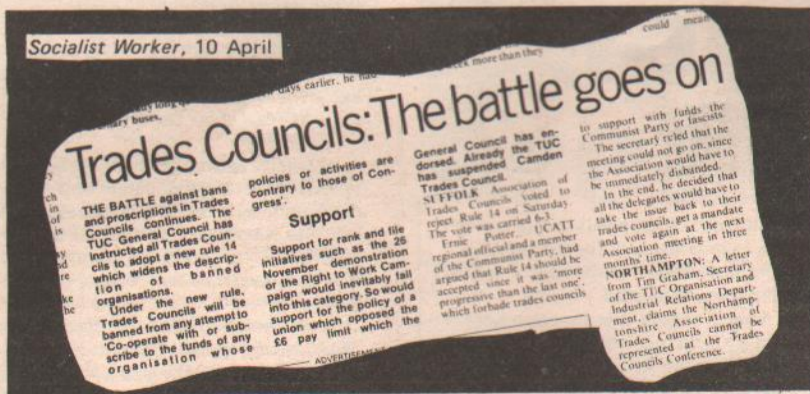 Socialist Worker, 10 April
could mean
week more than they
days earlier, he had
ary buses.
Trades Councils: The battle goes on
THE BATTLE against bans
and proscriptions in Trades
Councils continues. The
TUC General Council has
instructed all Trades Coun-
cils to adopt a new rule 14
which widens the descrip-
tion of banned
organisations.
Under the new rule,
Trades Councils will be
banned from any attempt to
'Co-operate with or sub-
scribe to the funds of any
organisation whose
policies or activities are
contrary to those of Con-
gress'.
Support
Support for rank and file
initiatives such as the 26
November demonstration
or the Right to Work Cam-
paign would inevitably fall
into this category. So would
support for the policy of a
union which opposed the
£6 pay limit which the
ADVERTISEMENT
General Council has en-
dorsed. Already the TUC
has suspended Camden
Trades Council.
SUFFOLK Association of
Trades Councils voted to
reject Rule 14 on Saturday.
The vote was carried 6-3.
Ernie Potter, UCATT
regional official and a member
of the Communist Party, had
argued that Rule 14 should be
accepted since it was 'more
progressive than the last one',
which forbade trades councils
to support with funds the
Communist Party or fascists.
The secretary ruled that the
meeting could not go on, since
the Association would have to
be immediately disbanded.
In the end, he decided that
all the delegates would have to
take the issue back to their
trades councils, get a mandate
and vote again at the next
Association meeting in three
months' time.
NORTHAMPTON: A letter
from Tim Graham, Secretary
of the TUC Organisation and
Industrial Relations Depart-
ment, claims the Northamp-
tonshire Association of
Trades Councils cannot be
represented at the Trades
Councils Conference.